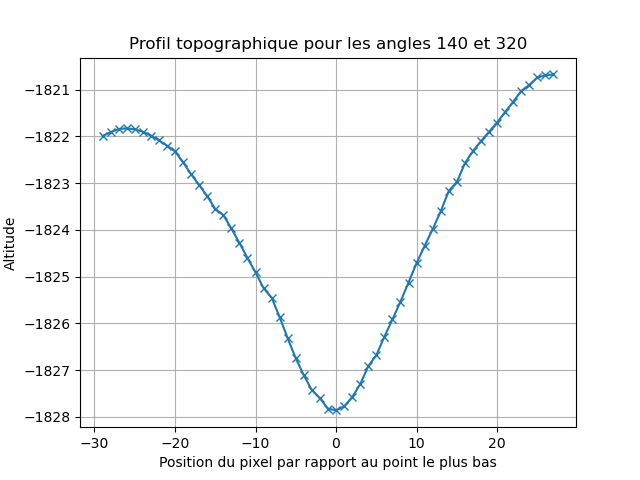 Profil topographique pour les angles 140 et 320
−1821
−1822
−1823
−1824
−1825
−1826
−1827
−1828
Altitude
−30 −20 −10 0 10 20
Position du pixel par rapport au point le plus bas